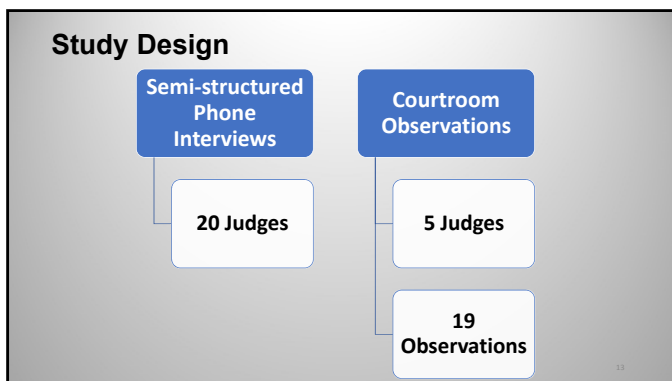 Study Design
Semi-structured
Phone
Interviews
20 Judges
Courtroom
Observations
5 Judges
19
Observations
13